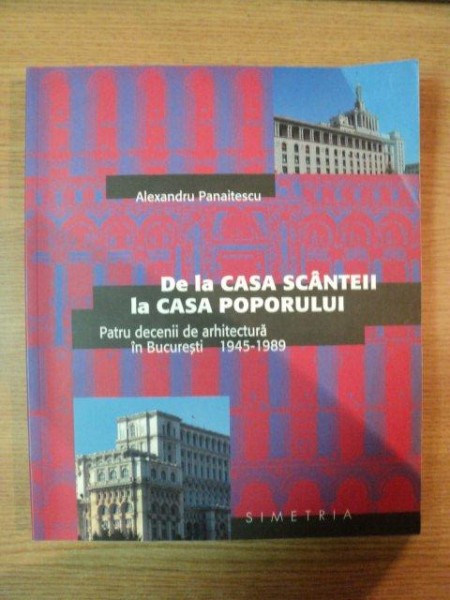 Alexandru Panaitescu
De la CASA SCÂNTEII
la CASA POPORULUI
Patru decenii de arhitectură
în București 1945-1989
SIMETRIA